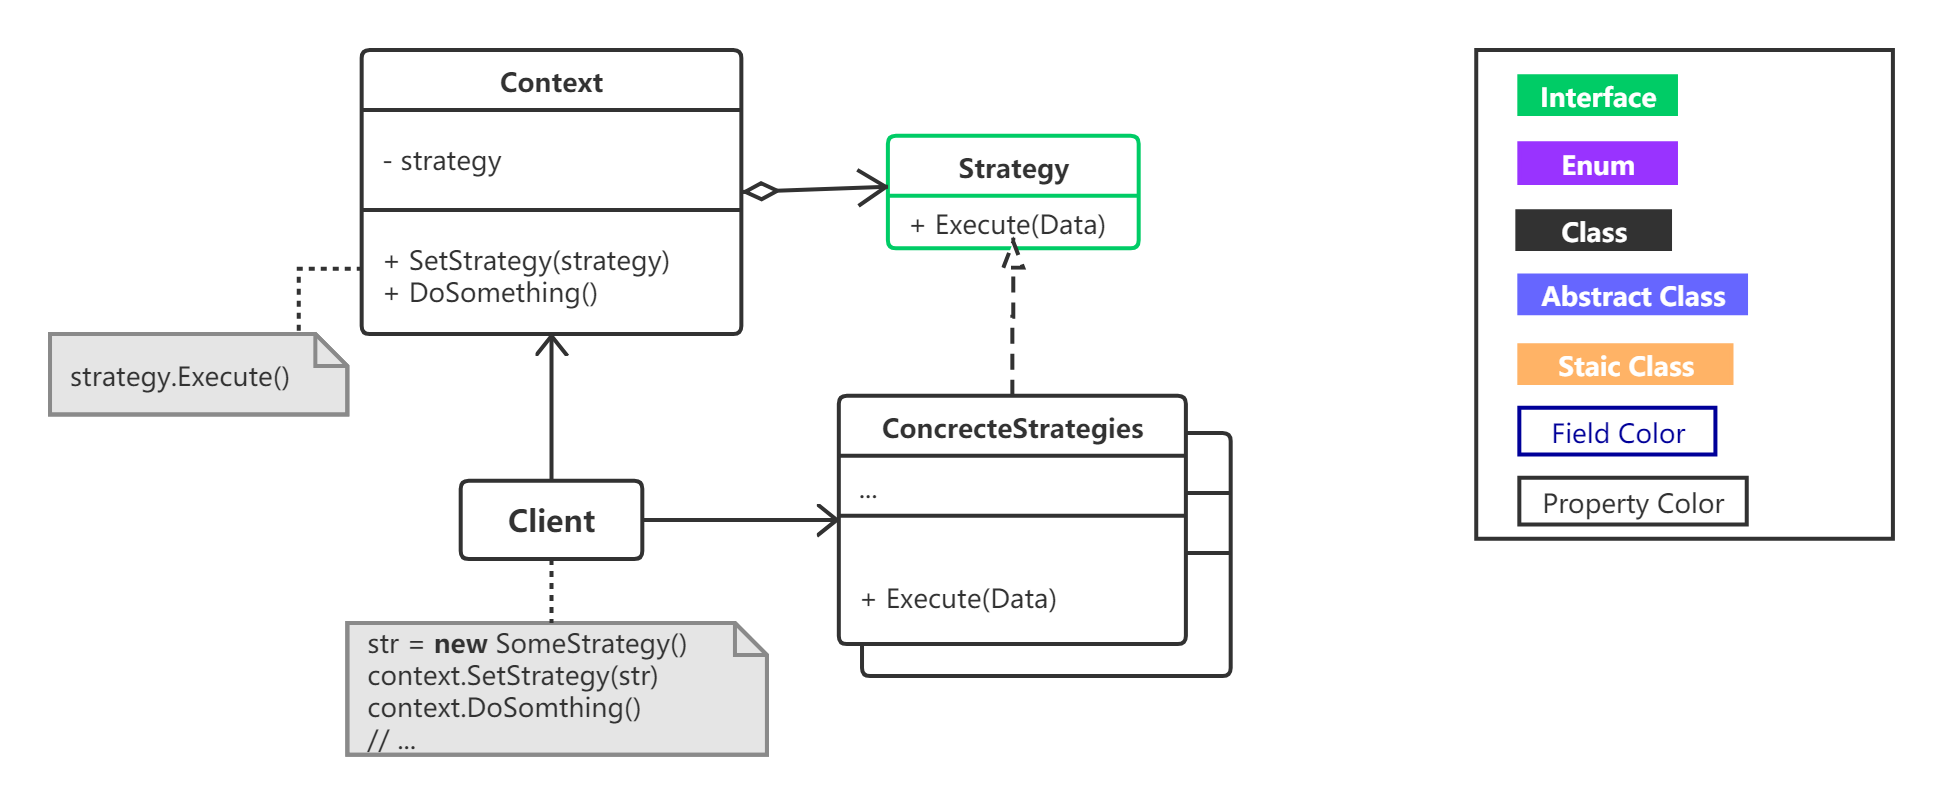 Context
- strategy
+ SetStrategy(strategy)
+ DoSomething()
strategy.Execute()
Strategy
+ Execute(Data)
Client
str = new SomeStrategy()
context.SetStrategy(str)
context.DoSomthing()
// ...
ConcrecteStrategies
...
+ Execute(Data)
Interface
Enum
Class
Abstract Class
Staic Class
Field Color
Property Color